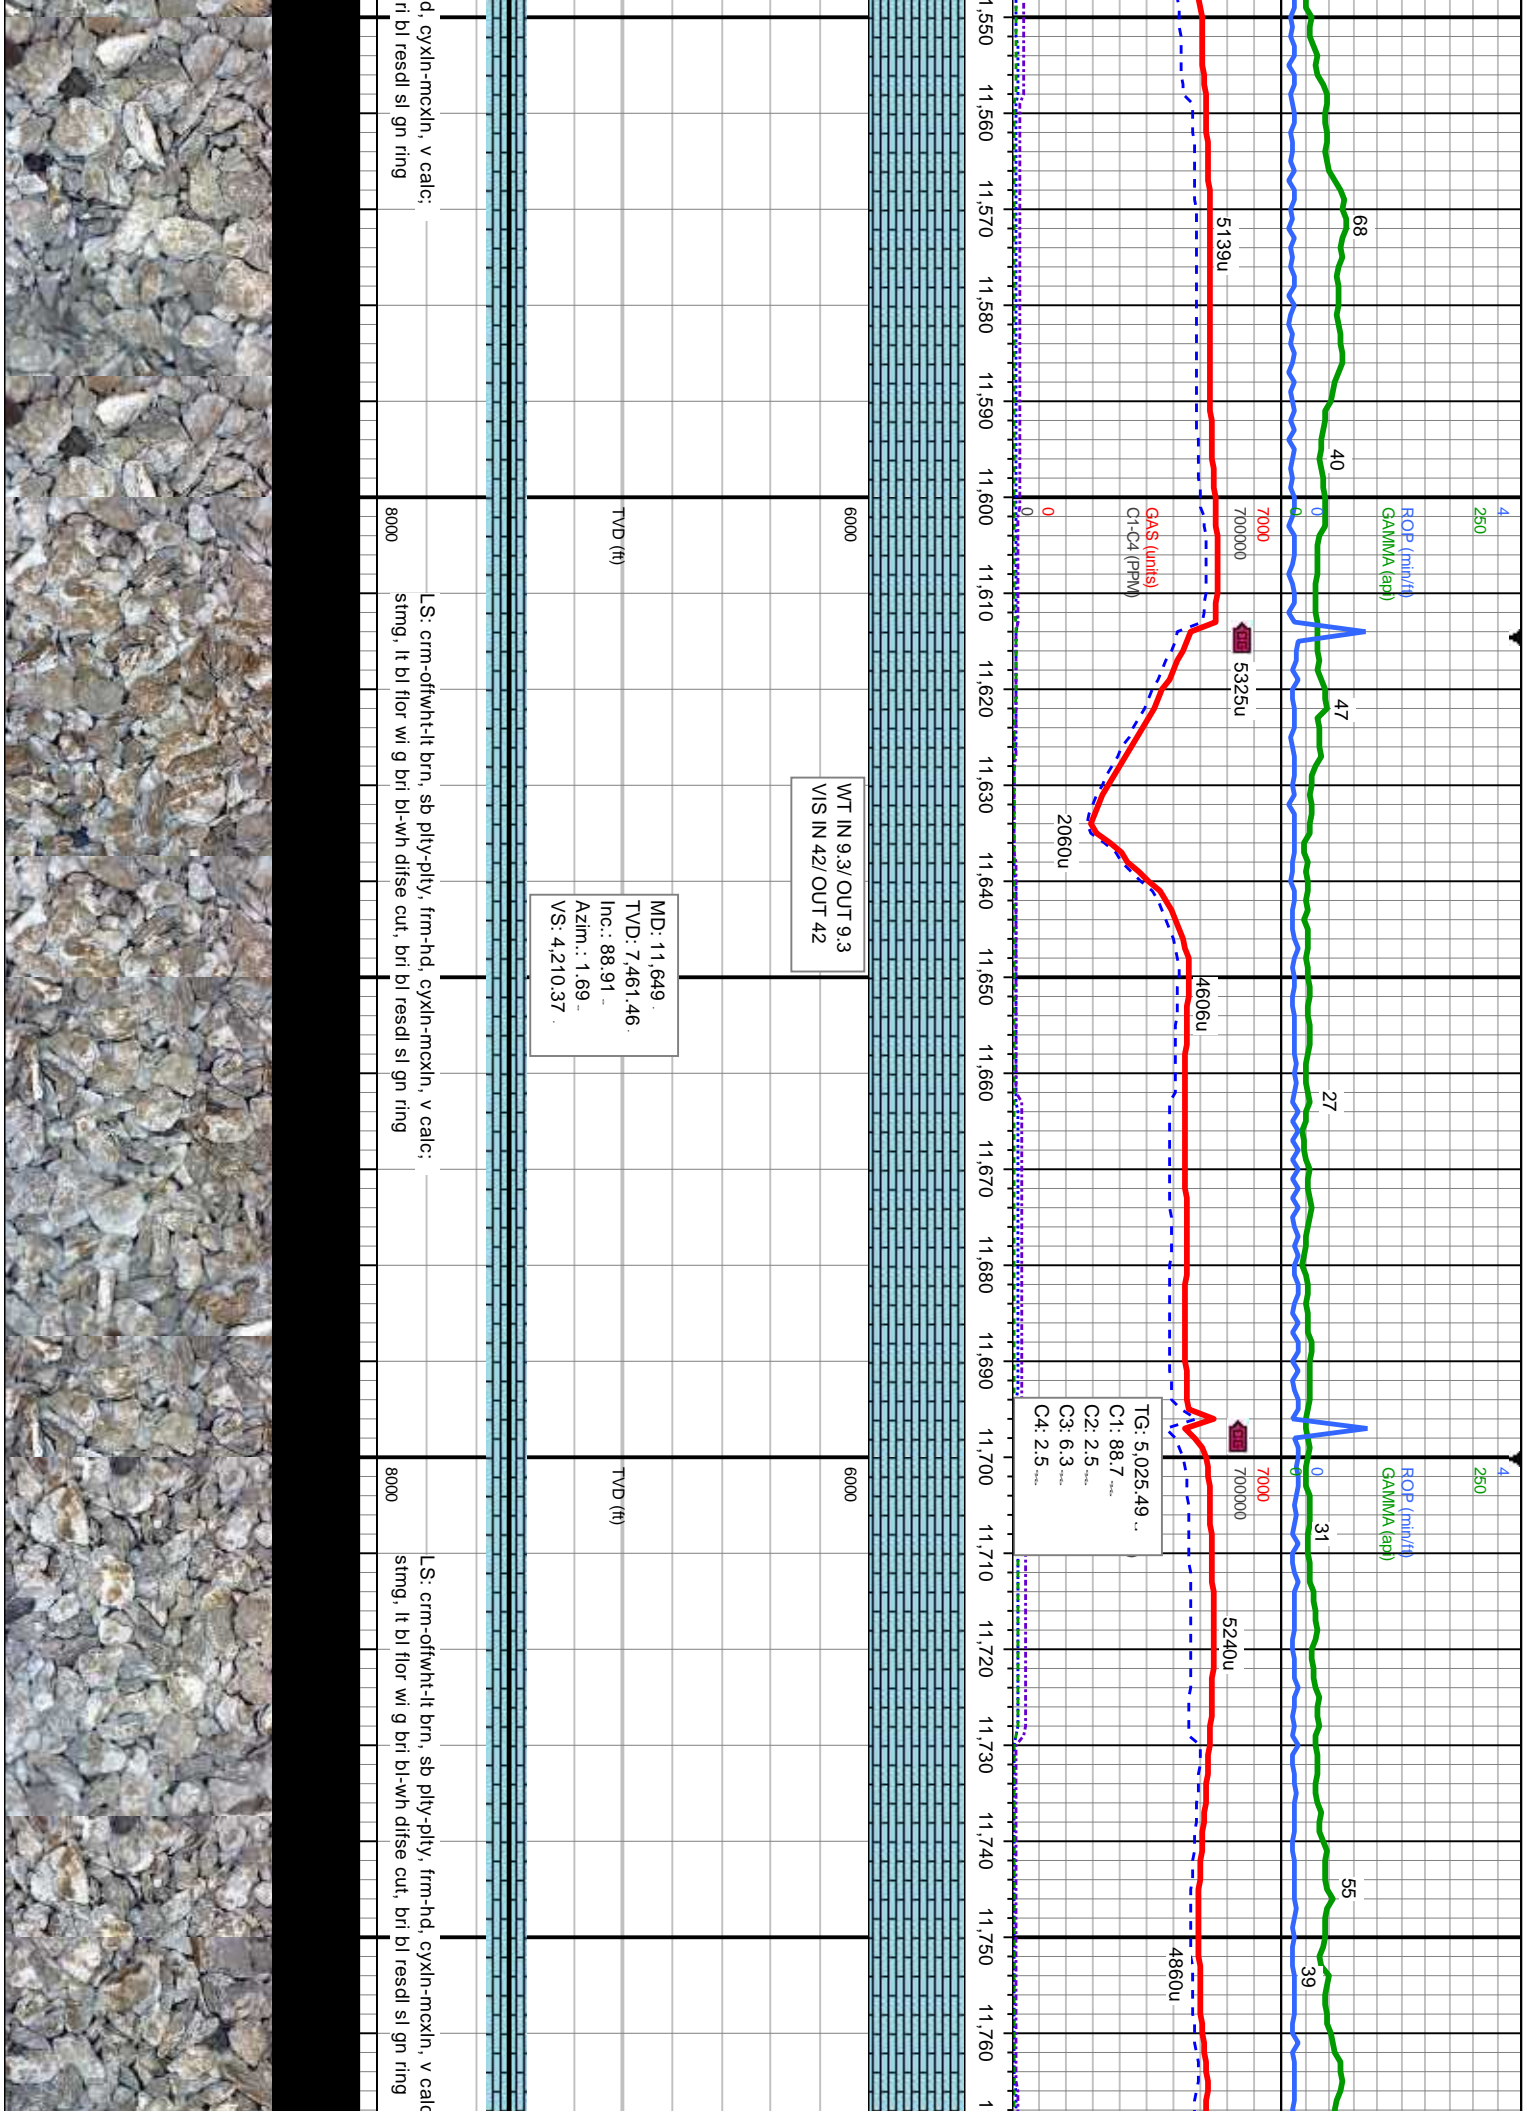 d, cyxln-mcxln, v calc;
ri bl resdl sl gn ring
LS: crm-offwht-lt brn, sb plty-plty, frm-hd, cyxln-mcxln, v calc;
stmg, lt bl flor wi g bri bl-wh difse cut, bri bl resdl sl gn ring
LS: crm-offwht-lt brn, sb plty-plty, frm-hd, cyxln-mcxln, v calc
stmg, lt bl flor wi g bri bl-wh difse cut, bri bl resdl sl gn ring
6000
TVD (ft)
8000
6000
TVD (ft)
8000
WT IN 9.3/ OUT 9.3
VIS IN 42/ OUT 42
MD: 11,649
TVD: 7,461.46
Inc.: 88.91
Azim.: 1.69
VS: 4,210.37
1,550
11,560
11,570
11,580
11,590
11,600
11,610
11,620
11,630
11,640
11,650
11,660
11,670
11,680
11,690
11,700
11,710
11,720
11,730
11,740
11,750
11,760
1
4
ROP (min/ft)
0
250
GAMMA (api)
0
7000
GAS (units)
0
700000
C1-C4 (PPM)
0
4
ROP (min/ft)
0
250
GAMMA (api)
0
7000
700000
TG: 5,025.49
C1: 88.7
C2: 2.5
C3: 6.3
C4: 2.5
68
40
47
27
31
55
39
5139u
5325u
2060u
4606u
5240u
4860u